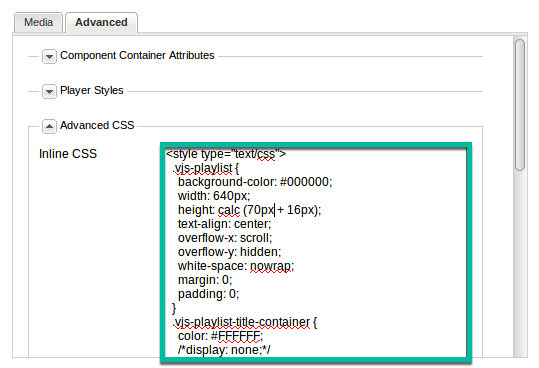 Media Advanced
Component Container Attributes
Player Styles
Advanced CSS
Inline CSS
<style type="text/css">
.vjs-playlist {
background-color: #000000;
width: 640px;
height: calc (70px + 16px);
text-align: center;
overflow-x: scroll;
overflow-y: hidden;
white-space: nowrap;
margin: 0;
padding: 0;
}
.vjs-playlist-title-container {
color: #FFFFFF;
/*display: none;*/